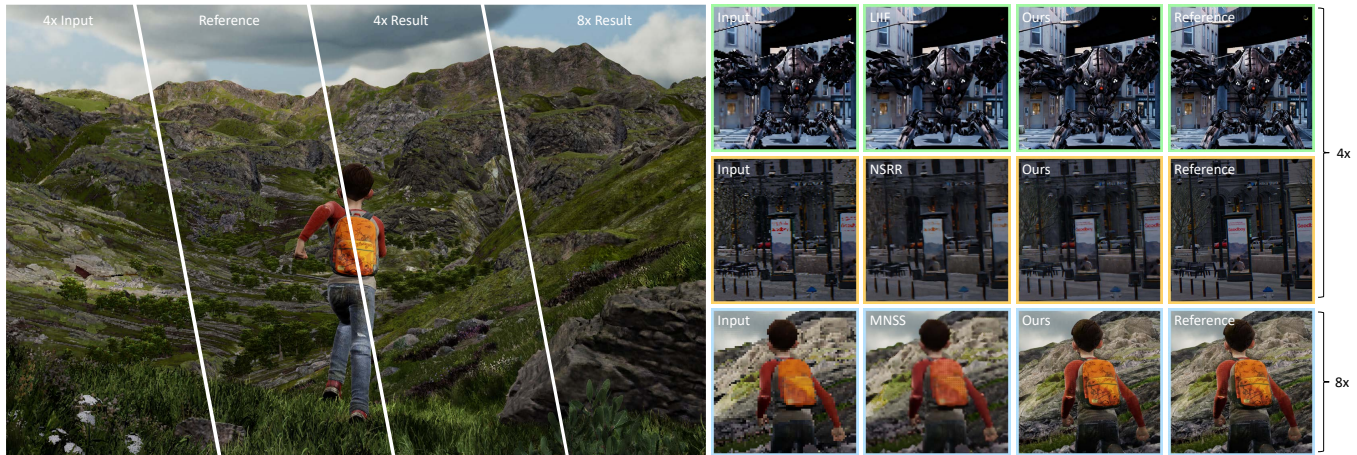 4x Input
Reference
4x Result
8x Result
Input
LIIF
Ours
Reference
4x
Input
NSRR
Ours
Reference
Input
MNSS
Ours
Reference
8x